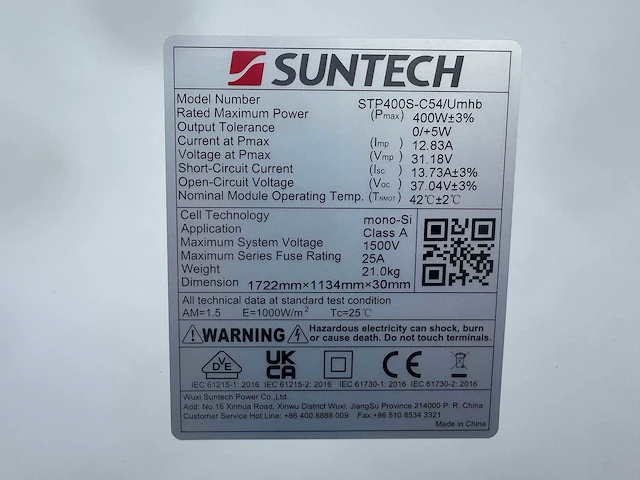 SUNTECH
Model Number STP400S-C54/Umhb
Rated Maximum Power (Pmax) 400W±3%
Output Tolerance 0/+5W
Current at Pmax (Imp) 12.83A
Voltage at Pmax (Vmp) 31.18V
Short-Circuit Current (Isc) 13.73A±3%
Open-Circuit Voltage (Voc) 37.04V±3%
Nominal Module Operating Temp. (TNMOT) 42℃±2℃
Cell Technology mono-Si
Application Class A
Maximum System Voltage 1500V
Maximum Series Fuse Rating 25A
Weight 21.0kg
Dimension 1722mm×1134mm×30mm
All technical data at standard test condition
AM=1.5 E=1000W/m² Tc=25℃
WARNING Hazardous electricity can shock, burn
or cause death. Do not touch terminals.
DVE UK CA CE
IEC 61215-1: 2016 IEC 61215-2: 2016 IEC 61730-1: 2016 IEC 61730-2: 2016
Wuxi Suntech Power Co.,Ltd.
Add: No.16 Xinhua Road, Xinwu District Wuxi, JiangSu Province 214000 P. R. China
Customer Service Hot Line: +86 400 8888 009 Fax:+86 510 8534 3321
Made in China